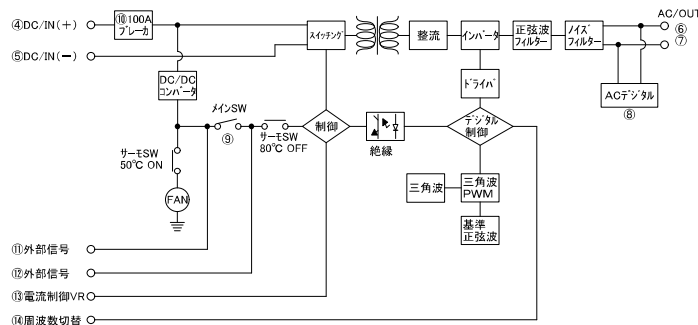 ④DC/IN(+)
⑩100A
ブレーカ
スイッチング
整流
インバータ
正弦波
フィルター
ノイズ
フィルター
AC/OUT
⑥
⑦
⑤DC/IN(−)
DC/DC
コンバータ
ドライバ
ACデジタル
⑧
メインSW
⑨
サーモSW
80℃ OFF
制御
絶縁
デジタル
制御
サーモSW
50℃ ON
FAN
三角波
三角波
PWM
基準
正弦波
⑪外部信号
⑫外部信号
⑬電流制御VR
⑭周波数切替